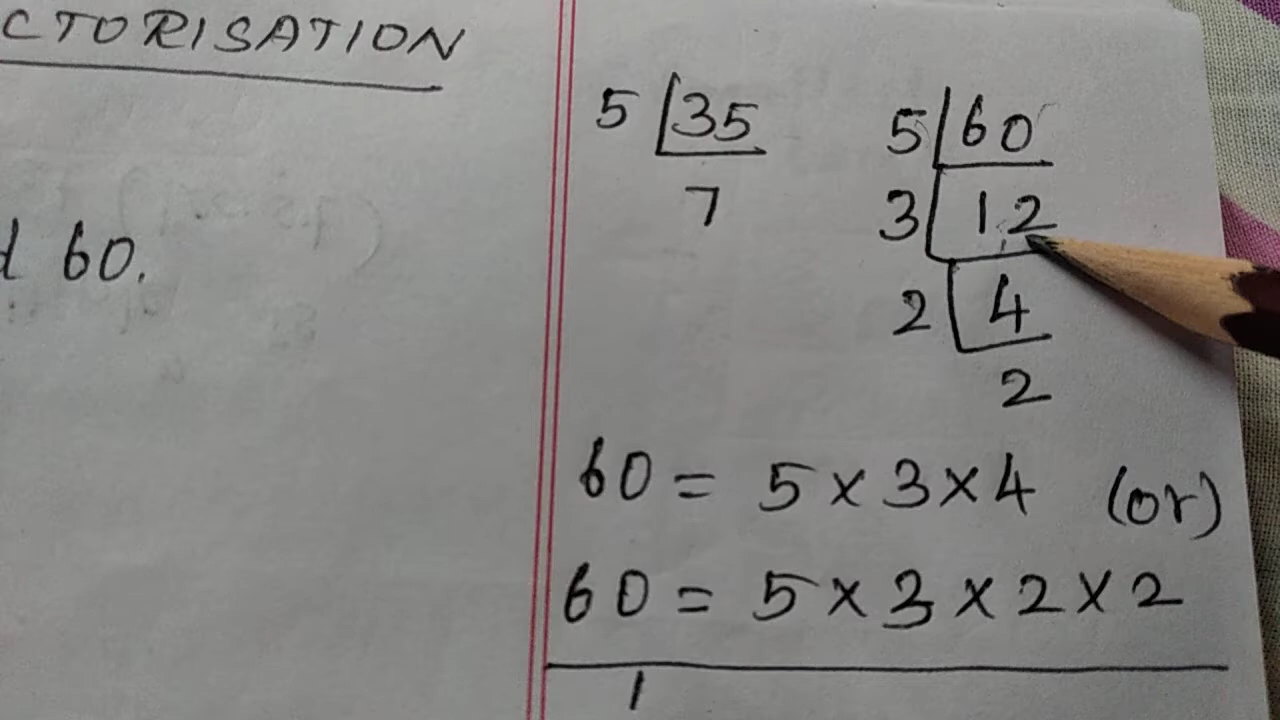 CTORISATION
d 60.
5 35
7
5 60
3 12
2 4
2
60 = 5 × 3 × 4 (or)
60 = 5 × 3 × 2 × 2